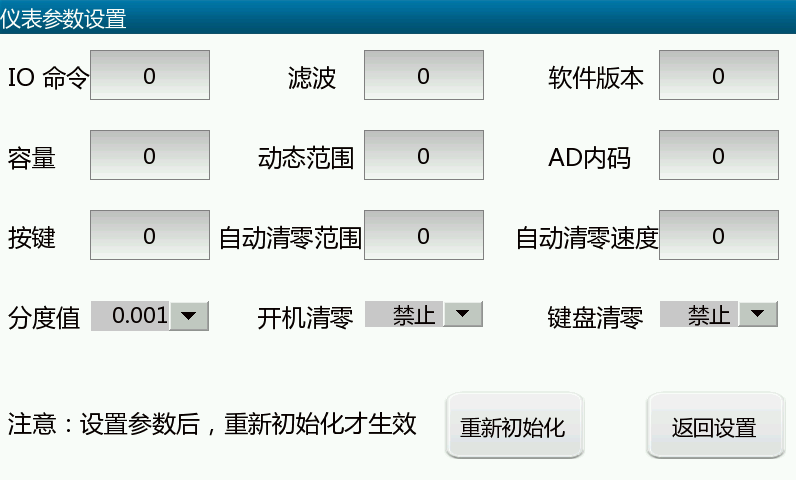 仪表参数设置
IO 命令 0 滤波 0 软件版本 0
容量 0 动态范围 0 AD内码 0
按键 0 自动清零范围 0 自动清零速度 0
分度值 0.001 开机清零 禁止 键盘清零 禁止
注意：设置参数后，重新初始化才生效 重新初始化 返回设置